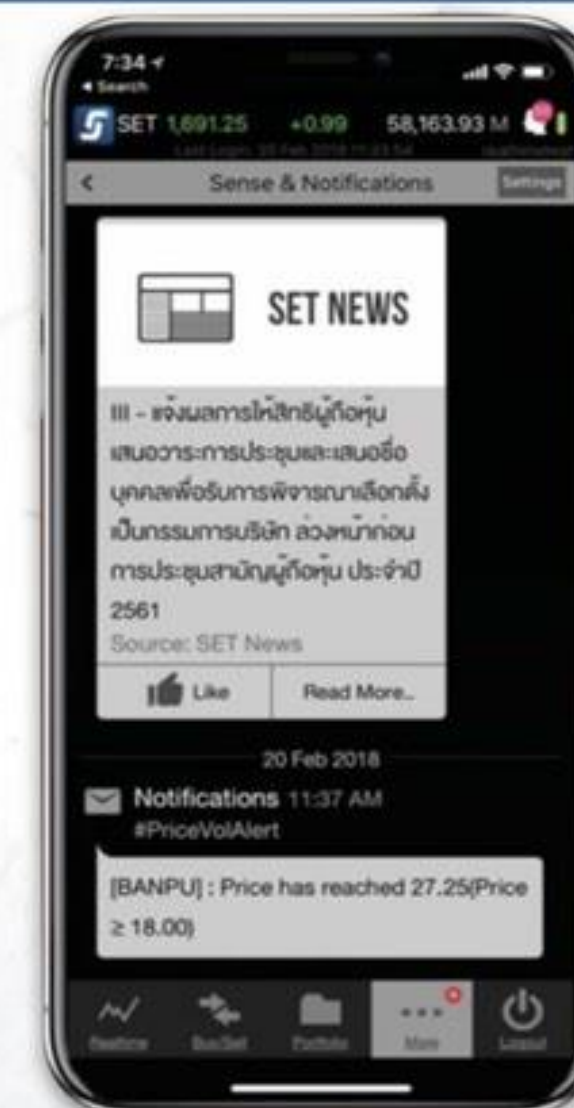 7:34
Search
SET 1,691.25 +0.99 58,163.93 M
Sense & Notifications Settings
SET NEWS
III - แจ้งผลการให้สิทธิผู้ถือหุ้น
เสนอวาระการประชุมและเสนอชื่อ
บุคคลเพื่อรับการพิจารณาเลือกตั้ง
เป็นกรรมการบริษัท ล่วงหน้าก่อน
การประชุมสามัญผู้ถือหุ้น ประจำปี
2561
Source: SET News
Like Read More..
20 Feb 2018
Notifications 11:37 AM
#PriceVolAlert
[BANPU] : Price has reached 27.25(Price
≥ 18.00)
Realtime Buy/Sell Portfolio More Logout